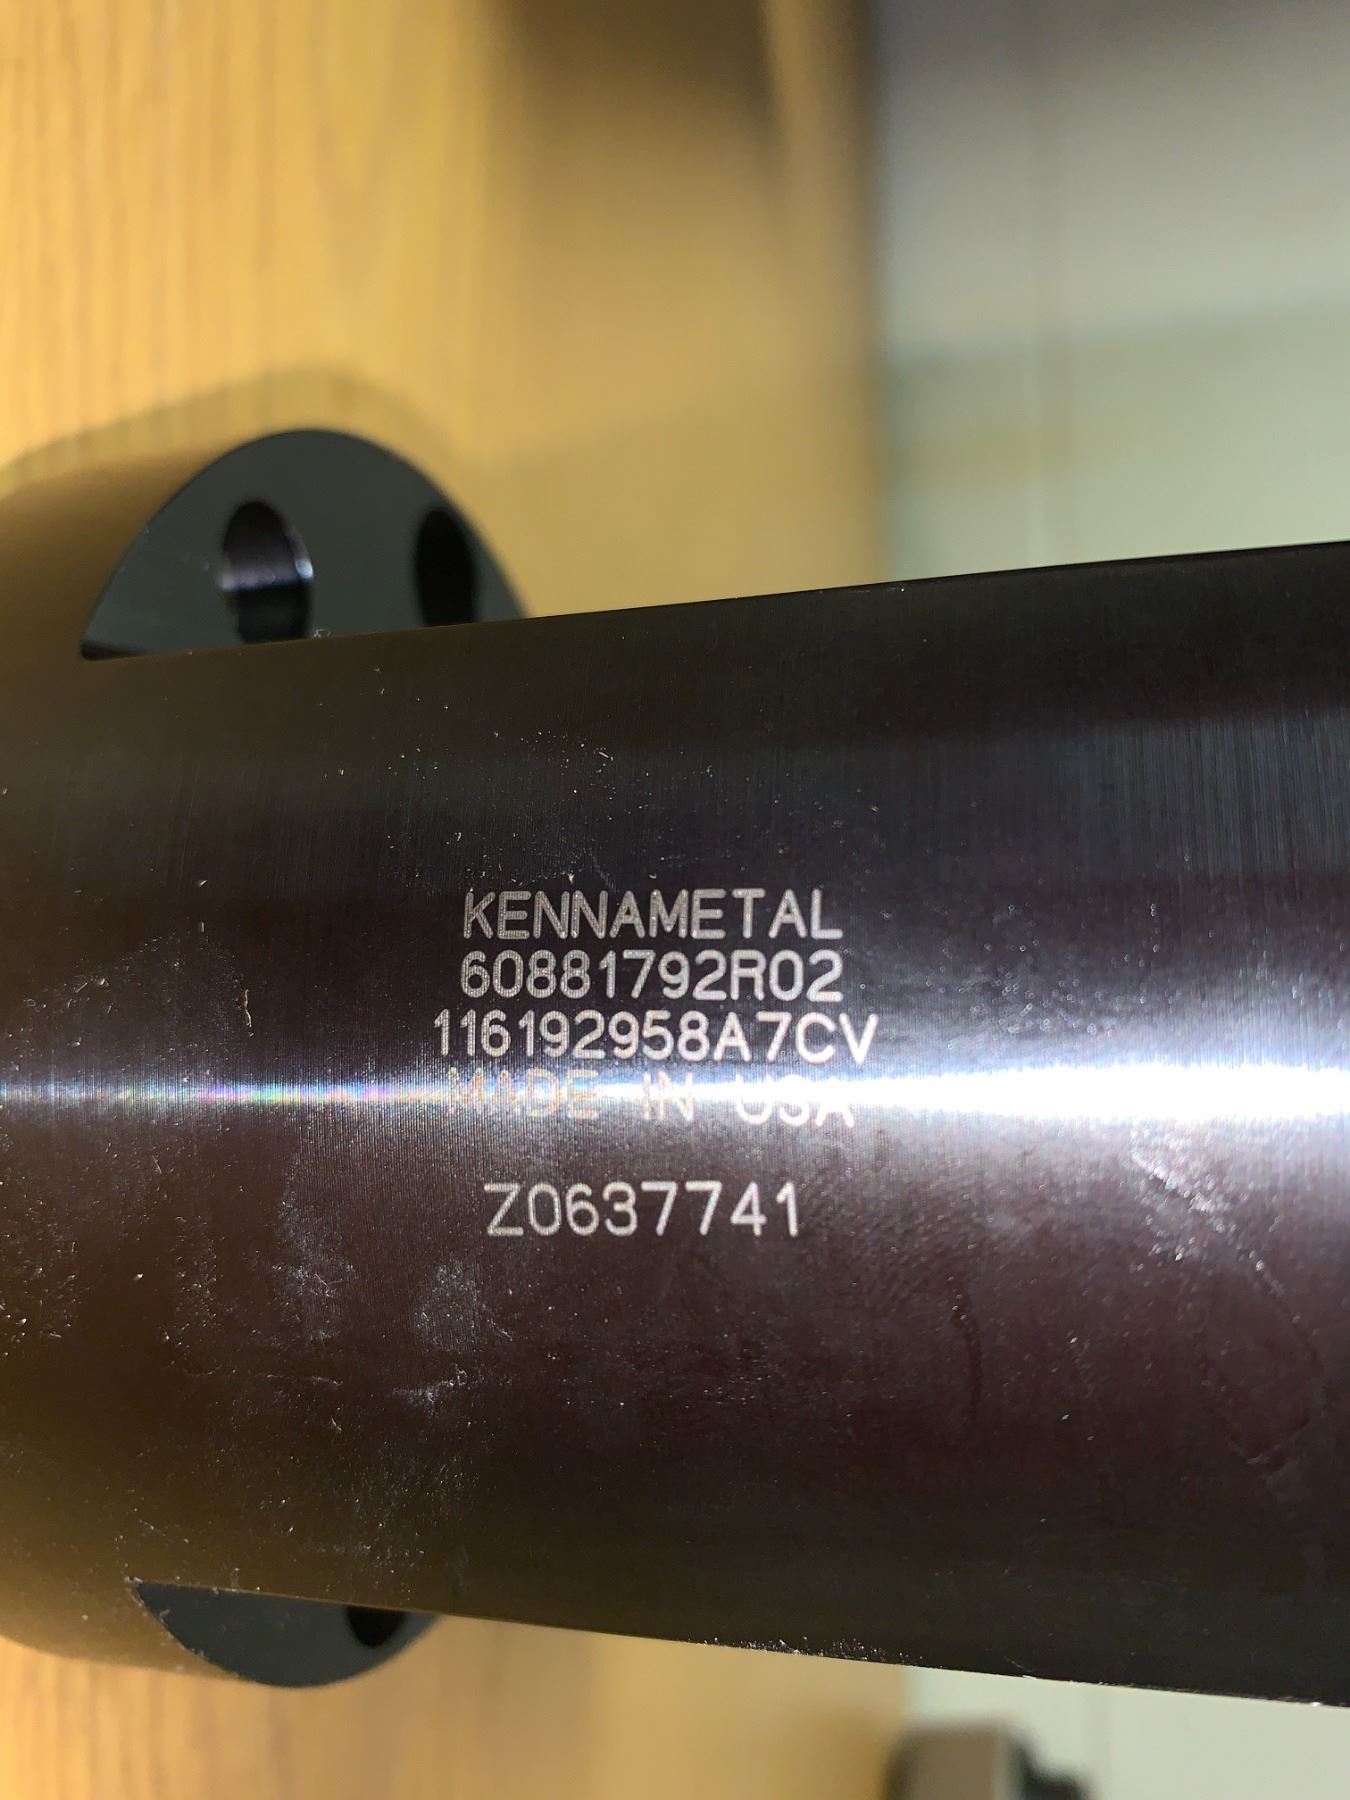 KENNAMETAL
60881792R02
116192958A7CV
MADE IN USA
Z0637741